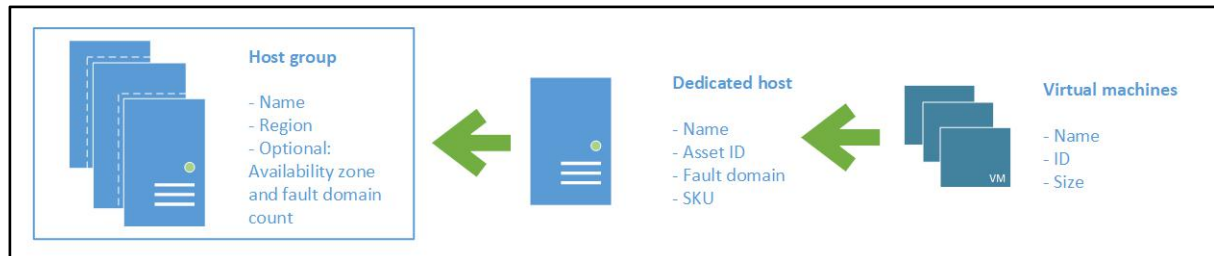 Host group
- Name
- Region
- Optional:
Availability zone
and fault domain
count
Dedicated host
- Name
- Asset ID
- Fault domain
- SKU
Virtual machines
- Name
- ID
- Size
VM